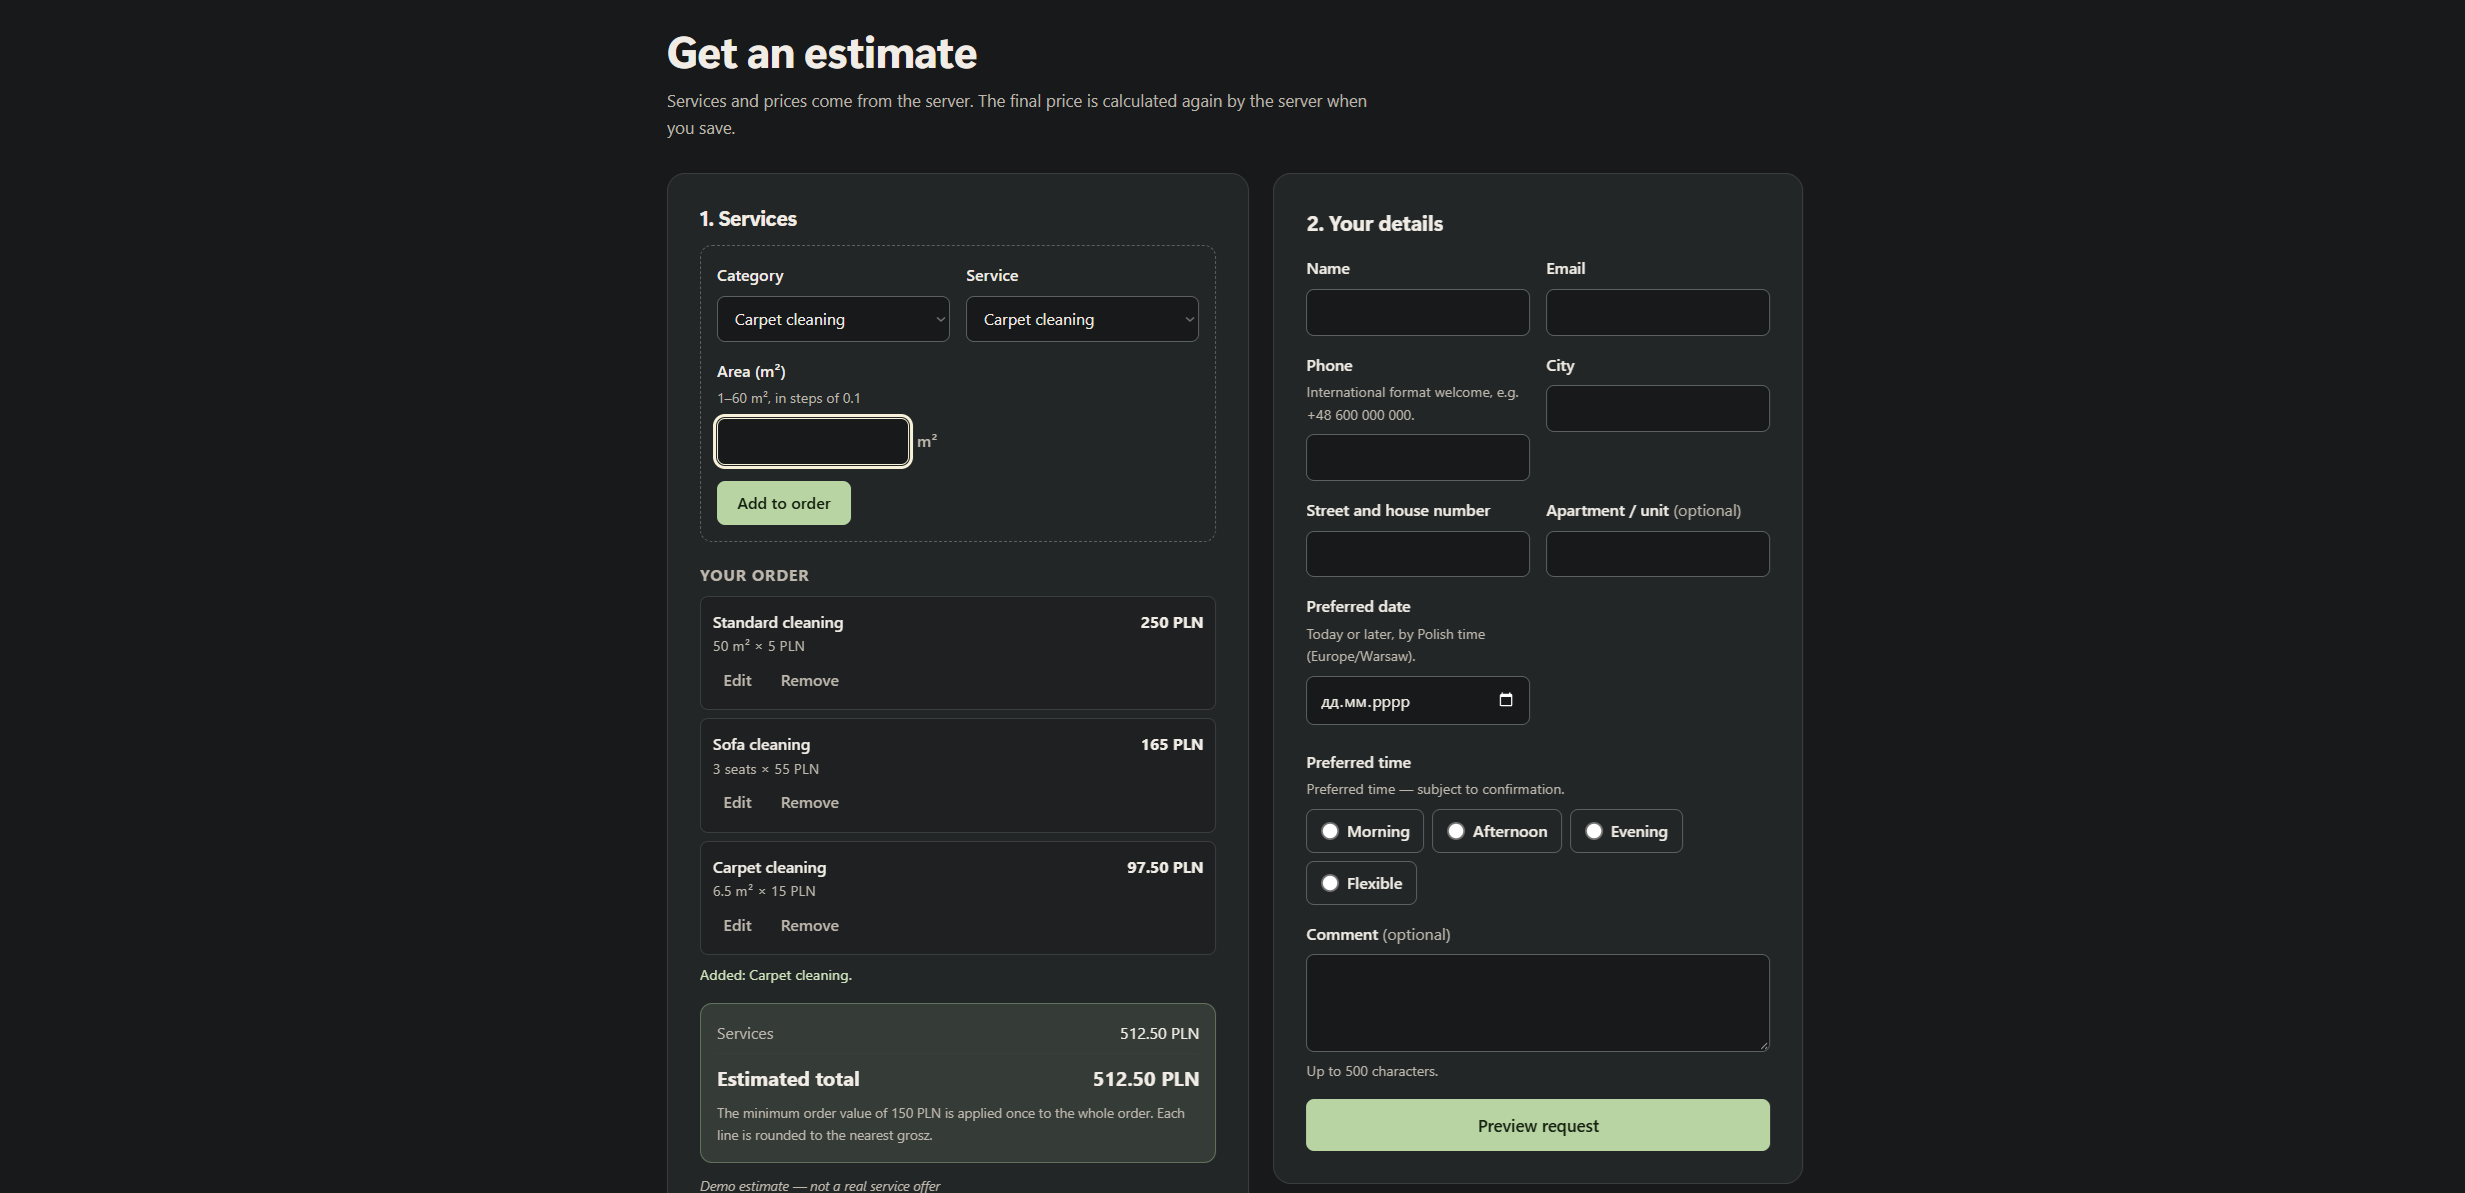 Get an estimate
Services and prices come from the server. The final price is calculated again by the server when
you save.
1. Services
Category
Service
Carpet cleaning
Carpet cleaning
Area (m²)
1–60 m², in steps of 0.1
m²
Add to order
YOUR ORDER
Standard cleaning
250 PLN
50 m² × 5 PLN
Edit
Remove
Sofa cleaning
165 PLN
3 seats × 55 PLN
Edit
Remove
Carpet cleaning
97.50 PLN
6.5 m² × 15 PLN
Edit
Remove
Added: Carpet cleaning.
Services
512.50 PLN
Estimated total
512.50 PLN
The minimum order value of 150 PLN is applied once to the whole order. Each
line is rounded to the nearest grosz.
Demo estimate — not a real service offer
2. Your details
Name
Email
Phone
City
International format welcome, e.g.
+48 600 000 000.
Street and house number
Apartment / unit (optional)
Preferred date
Today or later, by Polish time
(Europe/Warsaw).
дд.мм.рррр
Preferred time
Preferred time — subject to confirmation.
Morning
Afternoon
Evening
Flexible
Comment (optional)
Up to 500 characters.
Preview request